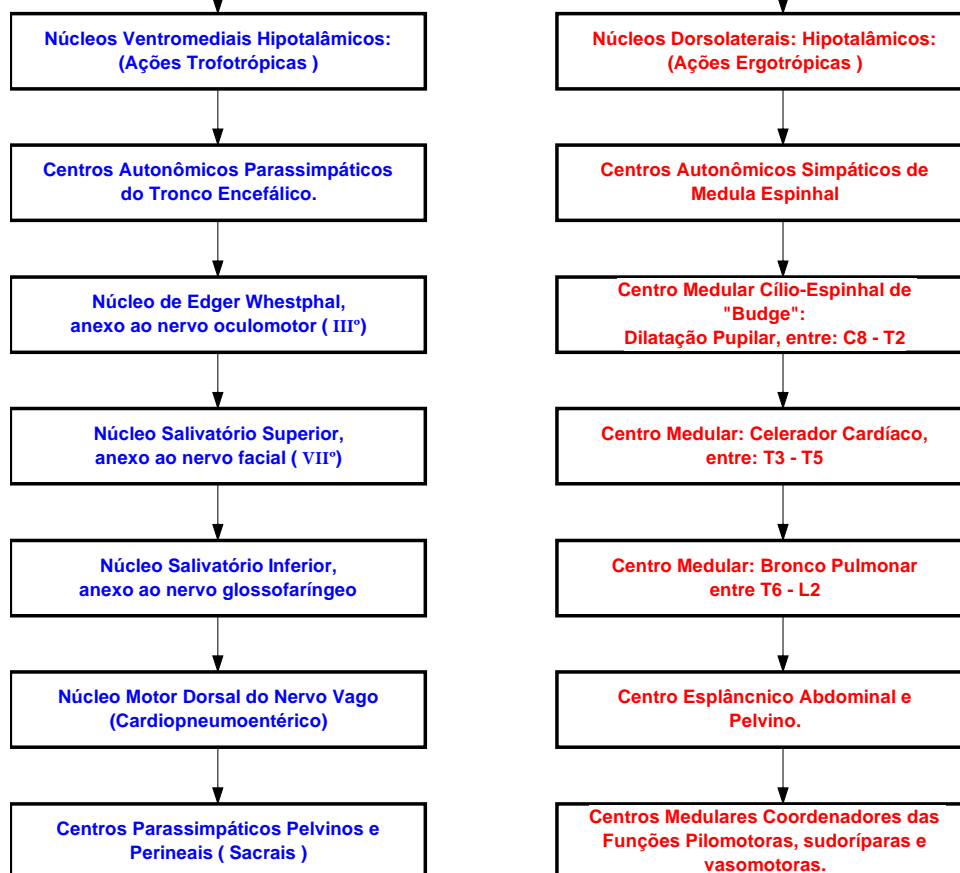 Núcleos Ventromediais Hipotalâmicos:
(Ações Trofotrópicas )
Centros Autonômicos Parassimpáticos
do Tronco Encefálico.
Núcleo de Edger Whestphal,
anexo ao nervo oculomotor ( IIIº)
Núcleo Salivatório Superior,
anexo ao nervo facial ( VIIº)
Núcleo Salivatório Inferior,
anexo ao nervo glossofaríngeo
Núcleo Motor Dorsal do Nervo Vago
(Cardiopneumoentérico)
Centros Parassimpáticos Pelvinos e
Perineais ( Sacrais )
Núcleos Dorsolaterais: Hipotalâmicos:
(Ações Ergotrópicas )
Centros Autonômicos Simpáticos de
Medula Espinhal
Centro Medular Cílio-Espinhal de
"Budge":
Dilatação Pupilar, entre: C8 - T2
Centro Medular: Celerador Cardíaco,
entre: T3 - T5
Centro Medular: Bronco Pulmonar
entre T6 - L2
Centro Esplâncnico Abdominal e
Pelvino.
Centros Medulares Coordenadores das
Funções Pilomotoras, sudoríparas e
vasomotoras.